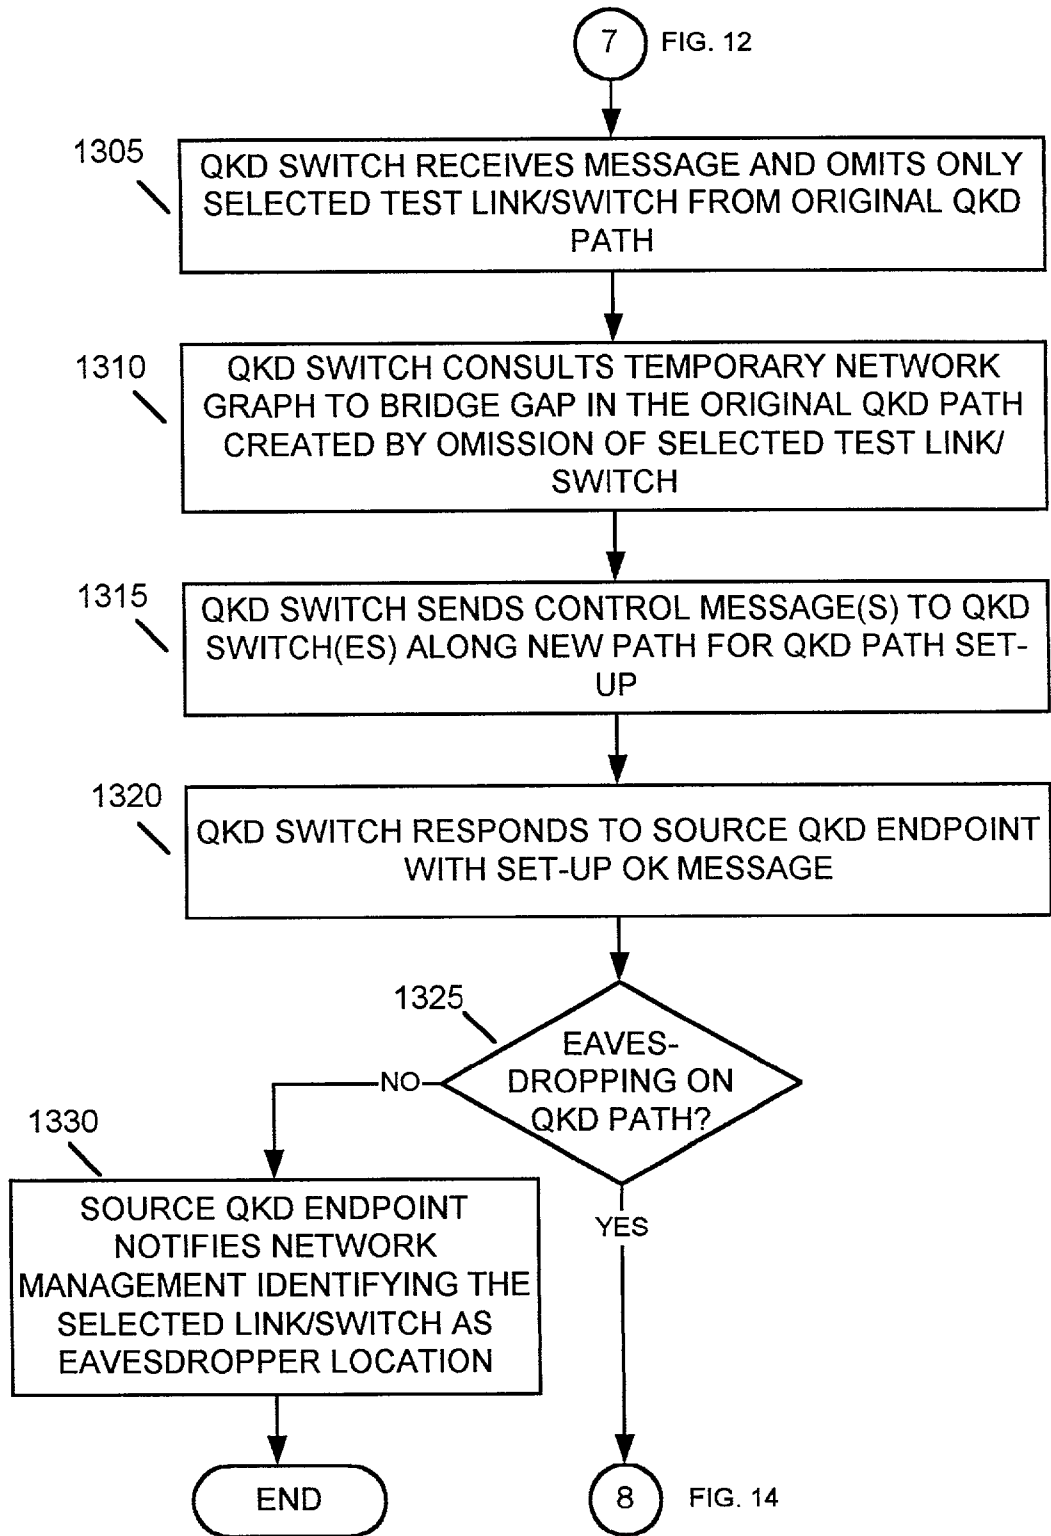 7 FIG. 12
1305
QKD SWITCH RECEIVES MESSAGE AND OMITS ONLY
SELECTED TEST LINK/SWITCH FROM ORIGINAL QKD
PATH
1310
QKD SWITCH CONSULTS TEMPORARY NETWORK
GRAPH TO BRIDGE GAP IN THE ORIGINAL QKD PATH
CREATED BY OMISSION OF SELECTED TEST LINK/
SWITCH
1315
QKD SWITCH SENDS CONTROL MESSAGE(S) TO QKD
SWITCH(ES) ALONG NEW PATH FOR QKD PATH SET-
UP
1320
QKD SWITCH RESPONDS TO SOURCE QKD ENDPOINT
WITH SET-UP OK MESSAGE
1325
EAVES-
DROPPING ON
QKD PATH?
NO
YES
1330
SOURCE QKD ENDPOINT
NOTIFIES NETWORK
MANAGEMENT IDENTIFYING THE
SELECTED LINK/SWITCH AS
EAVESDROPPER LOCATION
END
8 FIG. 14